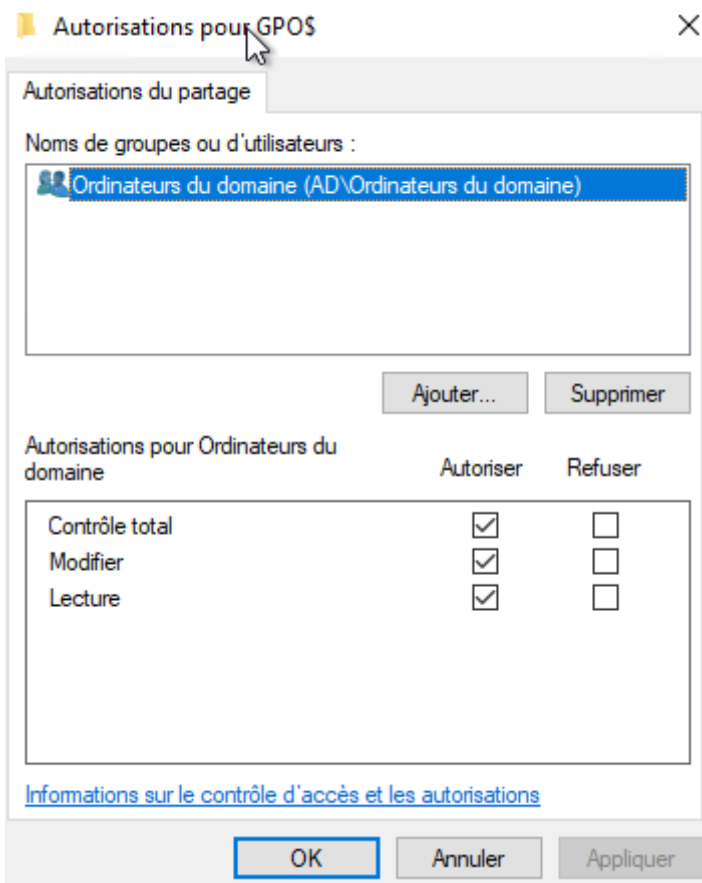 Autorisations pour GPO$
Autorisations du partage
Noms de groupes ou d'utilisateurs :
Ordinateurs du domaine (AD\Ordinateurs du domaine)
Ajouter... Supprimer
Autorisations pour Ordinateurs du
domaine Autoriser Refuser
Contrôle total
Modifier
Lecture
Informations sur le contrôle d'accès et les autorisations
OK Annuler Appliquer